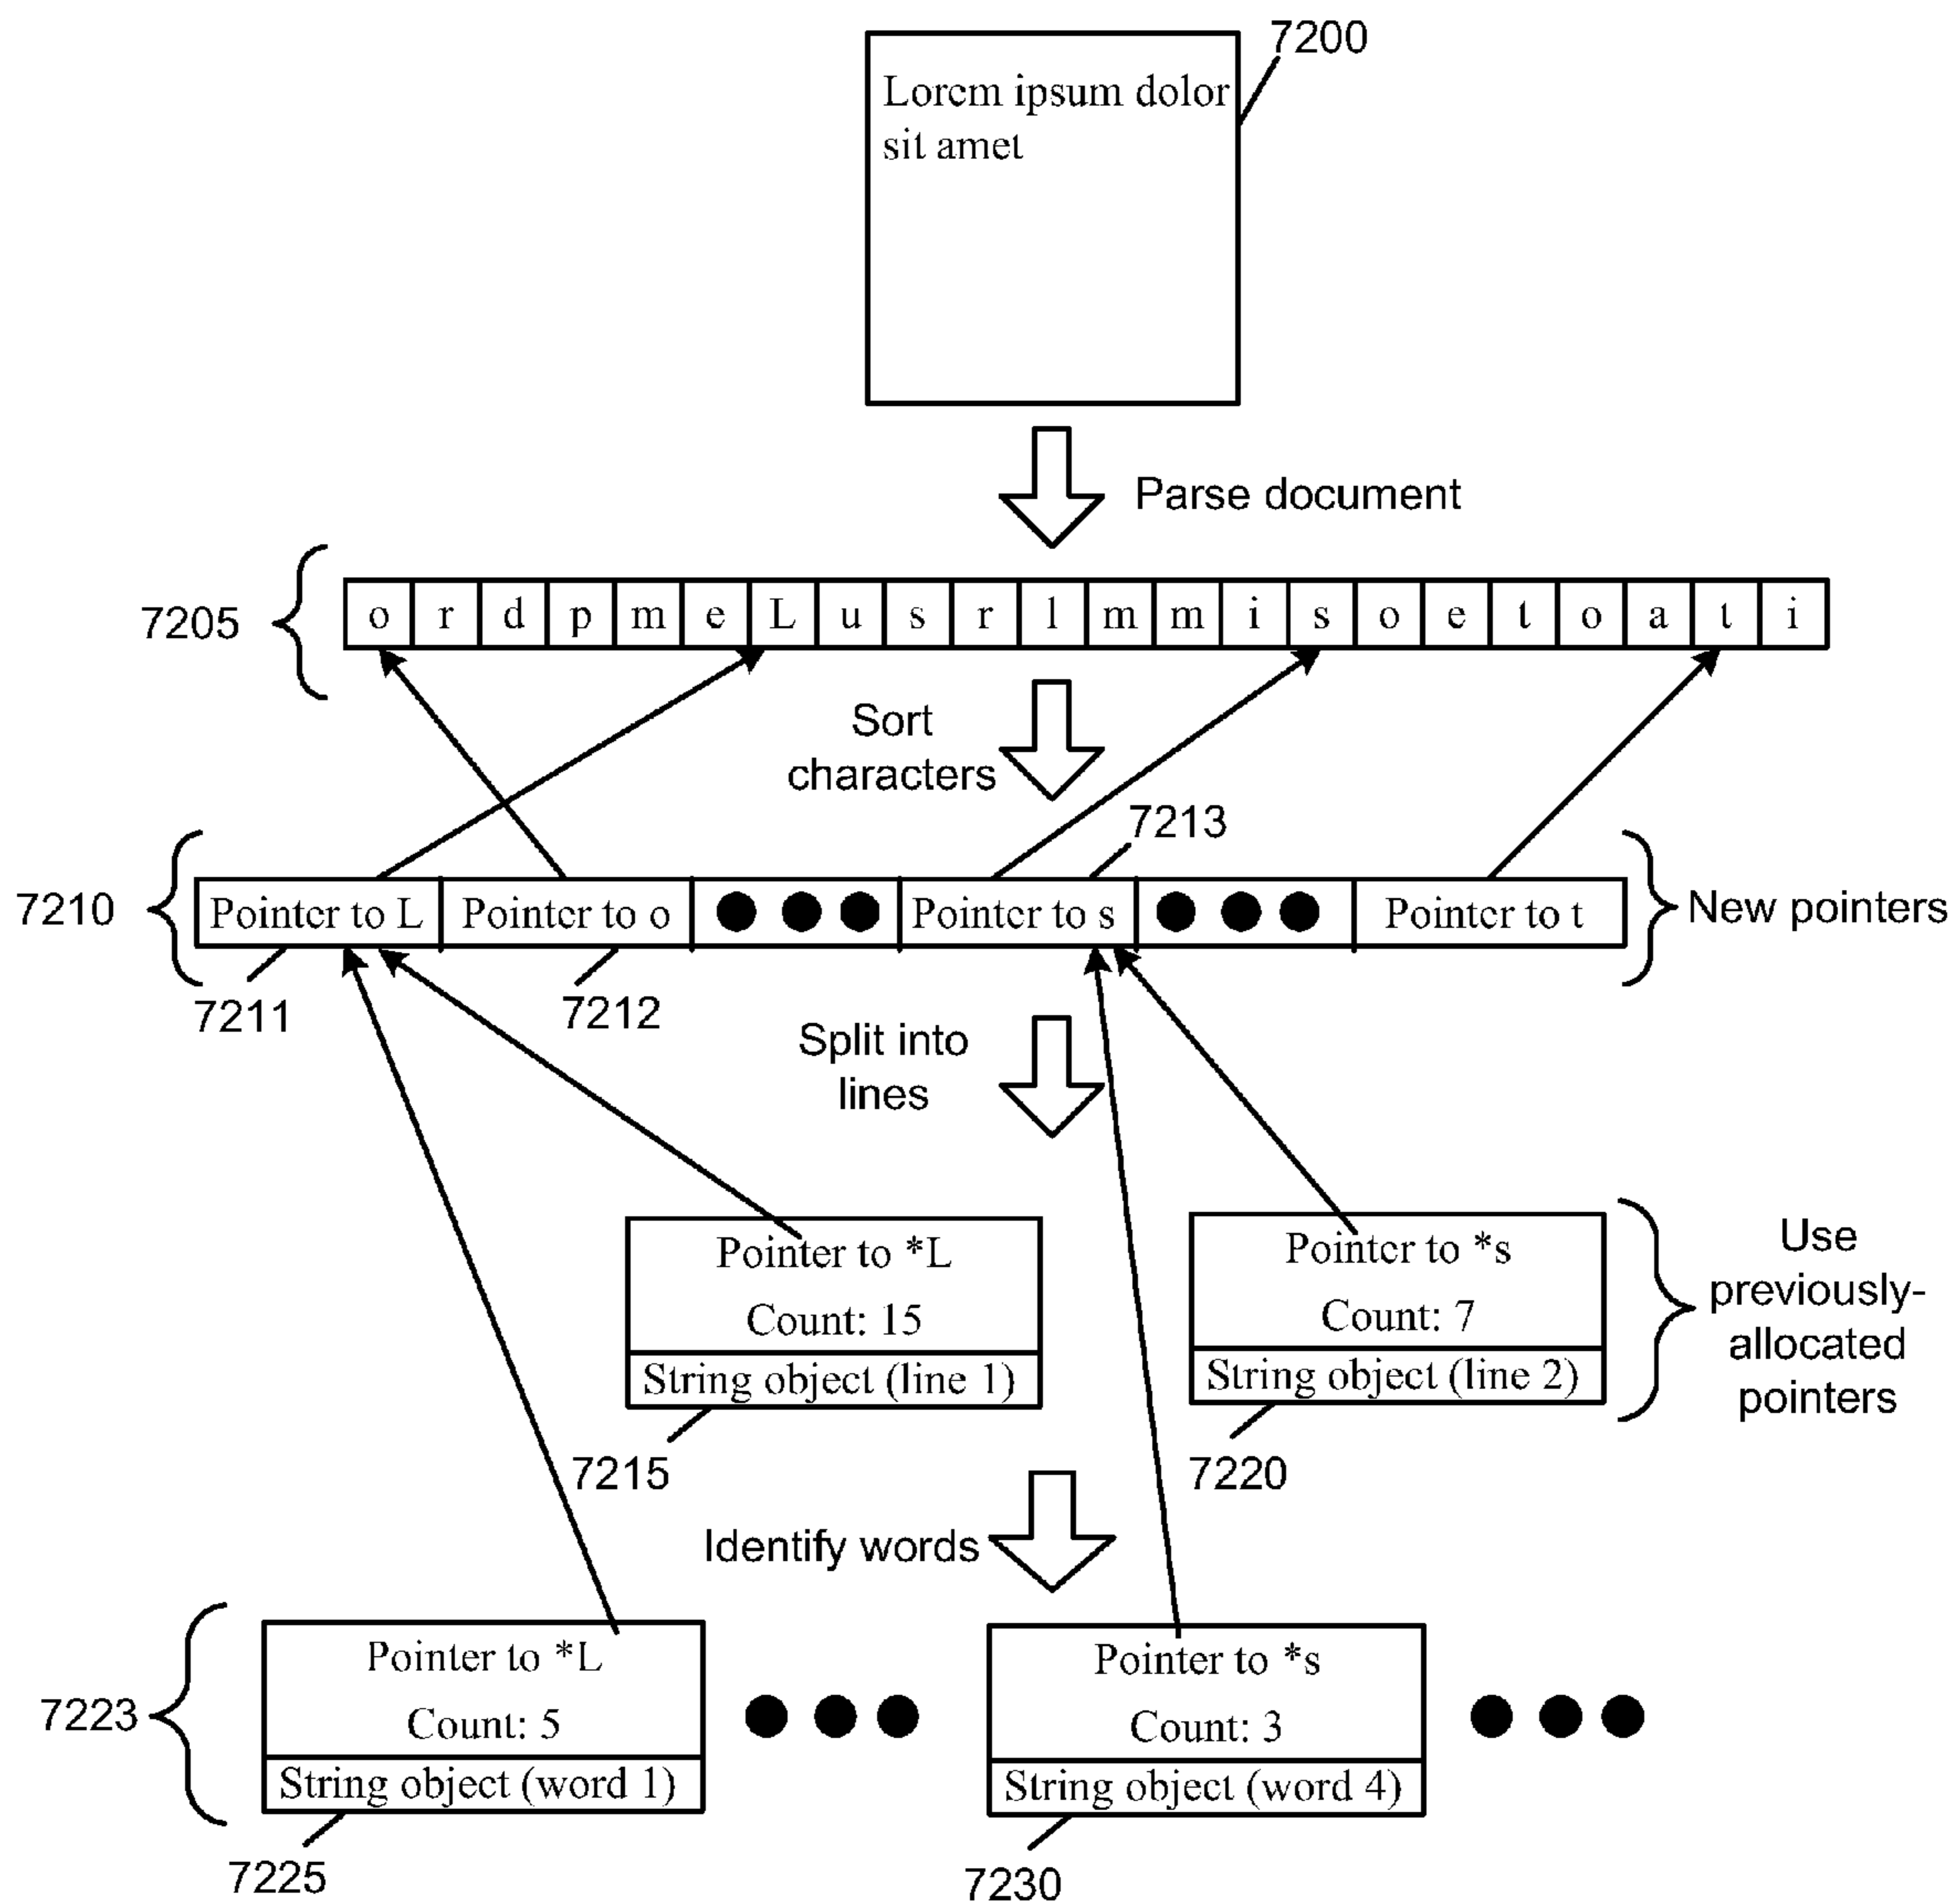 7200
Lorem ipsum dolor
sit amet
Parse document
7205
o r d p m e L u s r l m m i s o e t o a t i
Sort
characters
7213
7210
Pointer to L Pointer to o Pointer to s Pointer to t
New pointers
7211
7212
Split into
lines
Pointer to *L
Count: 15
String object (line 1)
7215
Pointer to *s
Count: 7
String object (line 2)
7220
Use
previously-
allocated
pointers
Identify words
7223
Pointer to *L
Count: 5
String object (word 1)
7225
Pointer to *s
Count: 3
String object (word 4)
7230